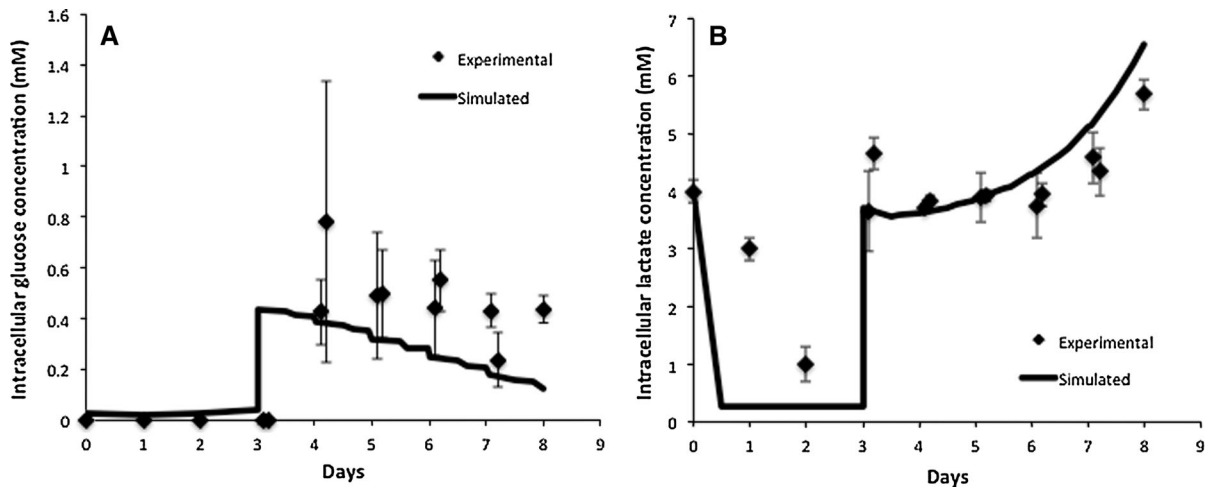 A
Intracellular glucose concentration (mM)
1.6
1.4
1.2
1
0.8
0.6
0.4
0.2
0
Experimental
Simulated
0 1 2 3 4 5 6 7 8 9
Days
B
Intracellular lactate concentration (mM)
7
6
5
4
3
2
1
0
Experimental
Simulated
0 1 2 3 4 5 6 7 8 9
Days